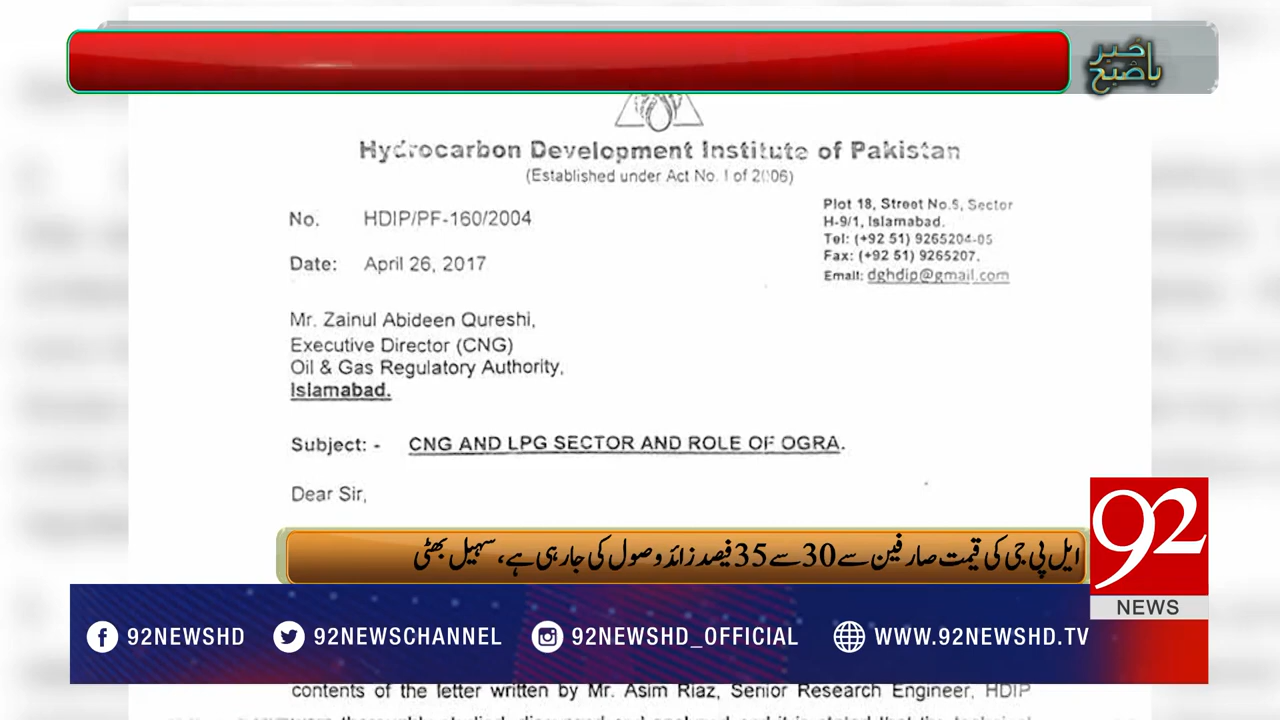 باخبر صبح
Hydrocarbon Development Institute of Pakistan
(Established under Act No. I of 2006)
No. HDIP/PF-160/2004
Date: April 26, 2017
Plot 18, Street No.5, Sector
H-9/1, Islamabad.
Tel: (+92 51) 9265204-05
Fax: (+92 51) 9265207.
Email: dghdip@gmail.com
Mr. Zainul Abideen Qureshi,
Executive Director (CNG)
Oil & Gas Regulatory Authority,
Islamabad.
Subject: - CNG AND LPG SECTOR AND ROLE OF OGRA.
Dear Sir,
ایل پی جی کی قیمت صارفین سے 30 سے 35 فیصد زائد وصول کی جارہی ہے، سہیل بھٹی
92
NEWS
92NEWSHD 92NEWSCHANNEL 92NEWSHD_OFFICIAL WWW.92NEWSHD.TV
contents of the letter written by Mr. Asim Riaz, Senior Research Engineer, HDIP